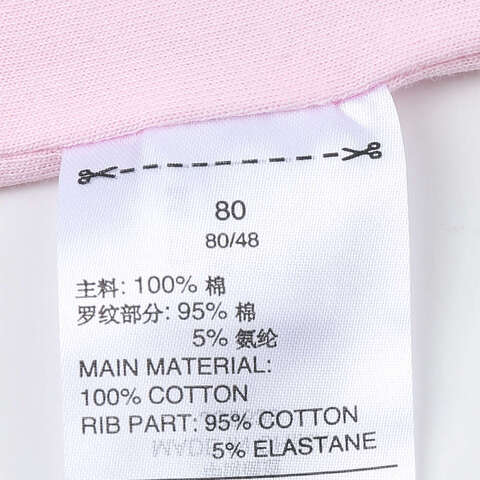 80
80/48
主料: 100% 棉
罗纹部分: 95% 棉
5% 氨纶
MAIN MATERIAL:
100% COTTON
RIB PART: 95% COTTON
5% ELASTANE